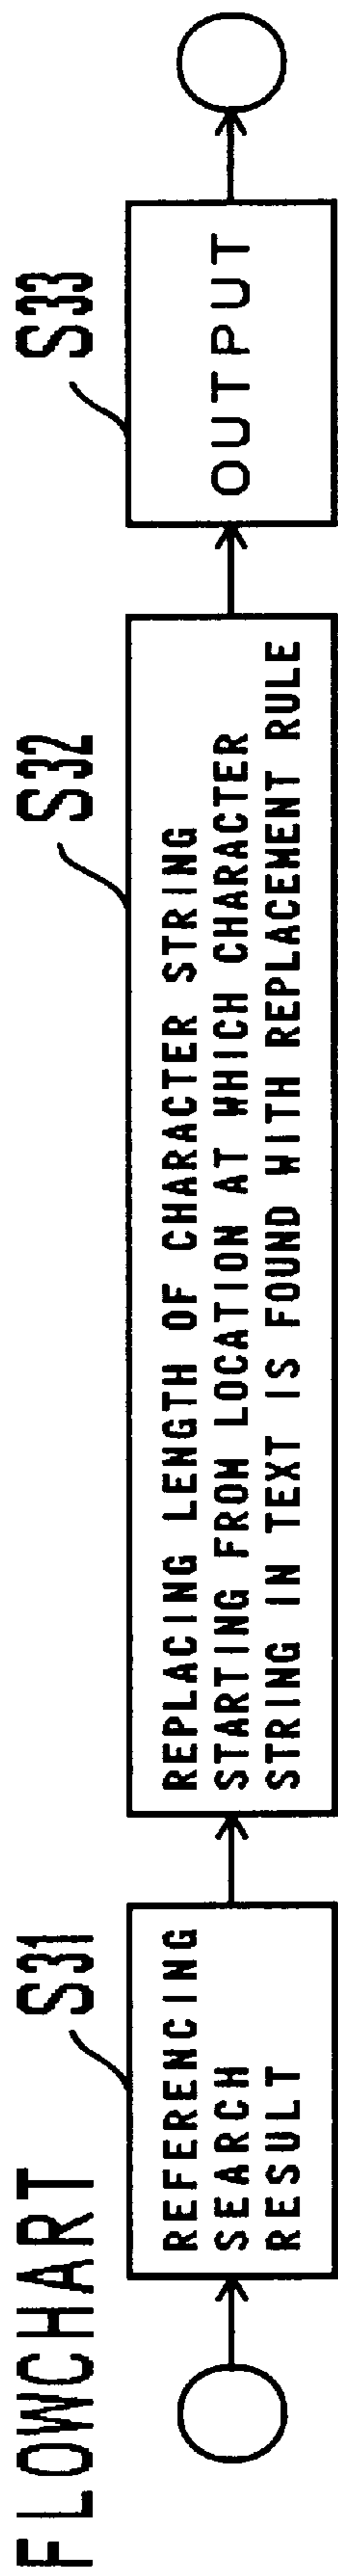 FLOWCHART
S31
REFERENCING
SEARCH
RESULT
S32
REPLACING LENGTH OF CHARACTER STRING
STARTING FROM LOCATION AT WHICH CHARACTER
STRING IN TEXT IS FOUND WITH REPLACEMENT RULE
S33
OUTPUT